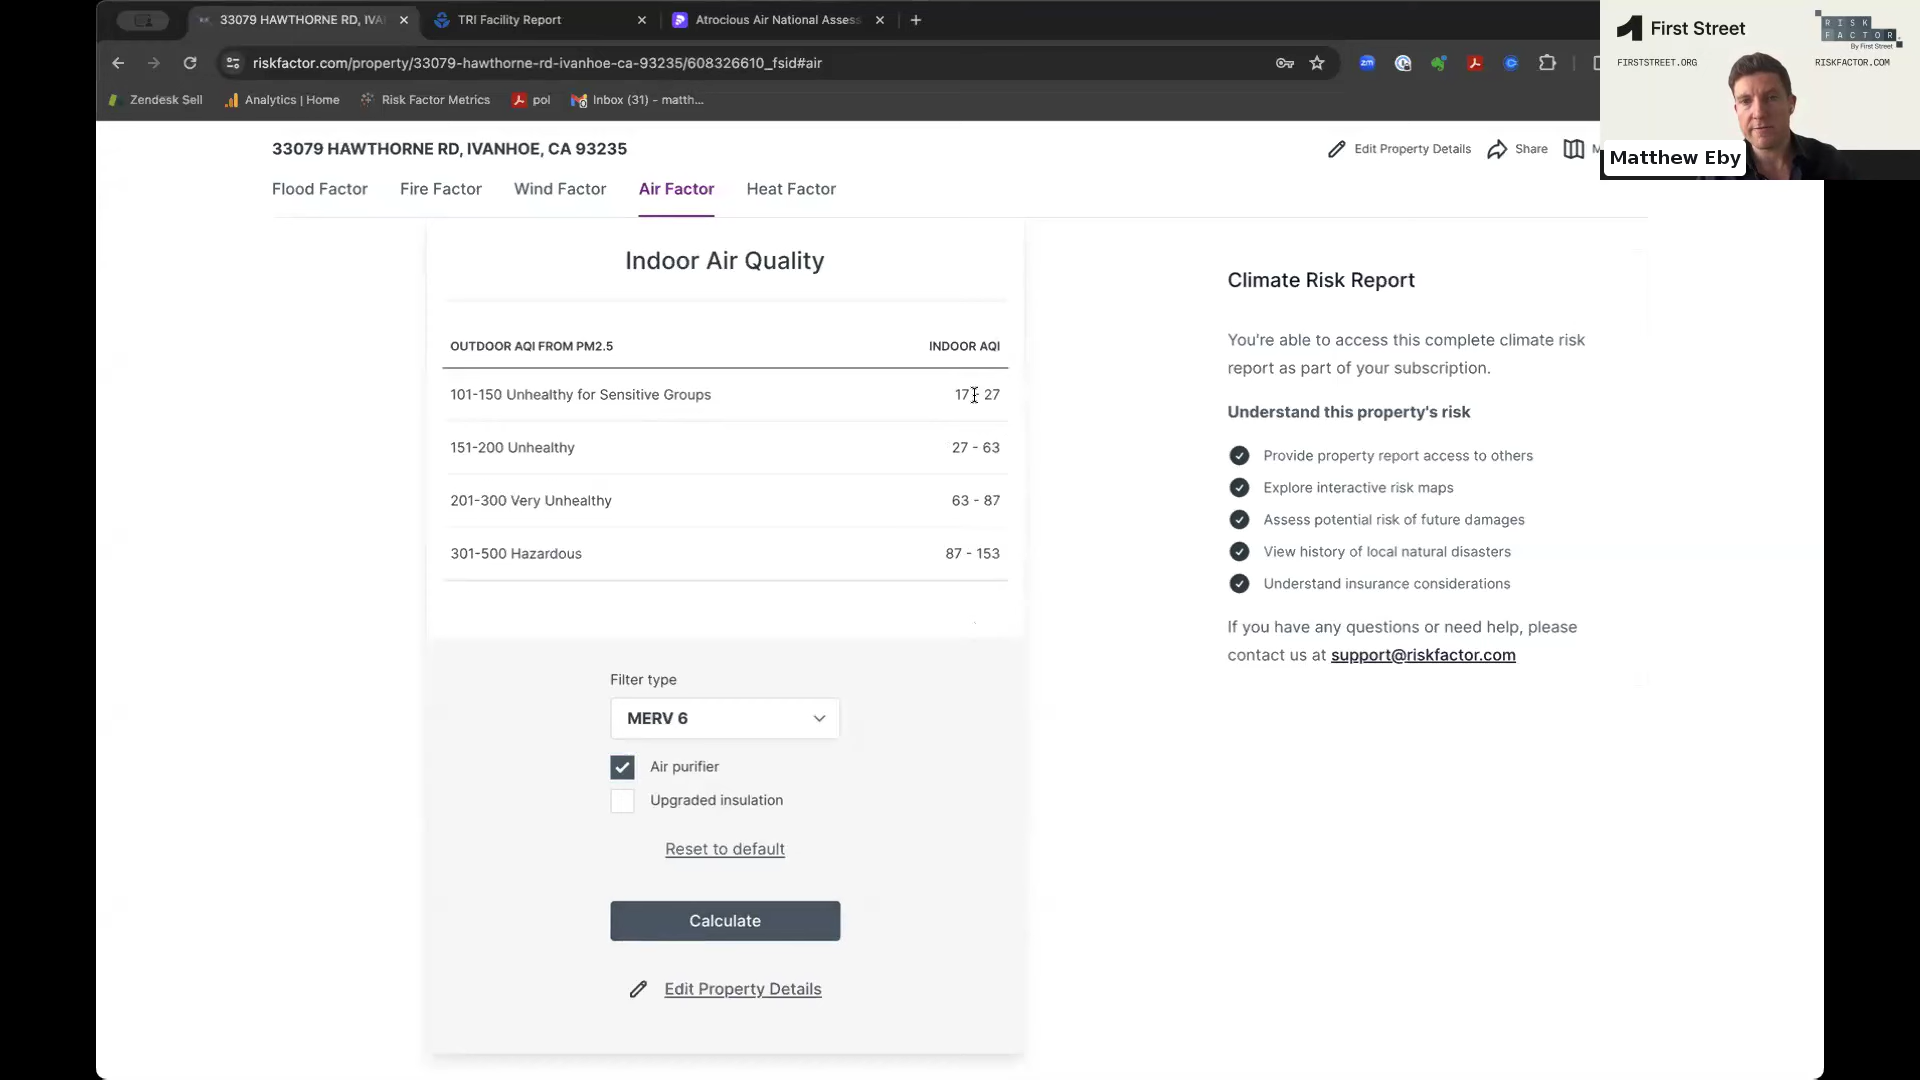 33079 HAWTHORNE RD, IVA
TRI Facility Report
Atrocious Air National Assess
riskfactor.com/property/33079-hawthorne-rd-ivanhoe-ca-93235/608326610_fsid#air
Zendesk Sell
Analytics | Home
Risk Factor Metrics
pol
Inbox (31) - matth...
First Street
FIRSTSTREET.ORG
RISK
FACTOR
By First Street
RISKFACTOR.COM
Matthew Eby
33079 HAWTHORNE RD, IVANHOE, CA 93235
Edit Property Details
Share
M
Flood Factor
Fire Factor
Wind Factor
Air Factor
Heat Factor
Indoor Air Quality
OUTDOOR AQI FROM PM2.5 INDOOR AQI
101-150 Unhealthy for Sensitive Groups 17 - 27
151-200 Unhealthy 27 - 63
201-300 Very Unhealthy 63 - 87
301-500 Hazardous 87 - 153
Filter type
MERV 6
Air purifier
Upgraded insulation
Reset to default
Calculate
Edit Property Details
Climate Risk Report
You're able to access this complete climate risk
report as part of your subscription.
Understand this property's risk
Provide property report access to others
Explore interactive risk maps
Assess potential risk of future damages
View history of local natural disasters
Understand insurance considerations
If you have any questions or need help, please
contact us at support@riskfactor.com